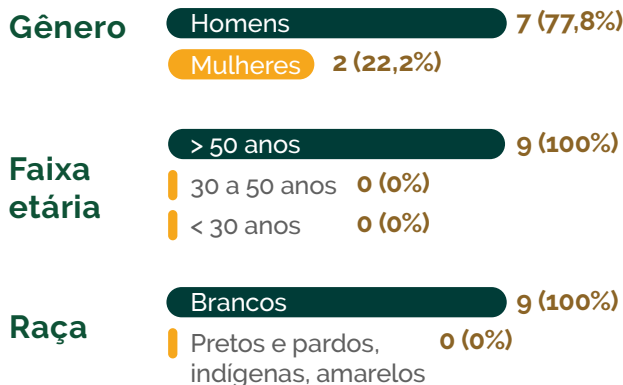 Gênero
Homens 7 (77,8%)
Mulheres 2 (22,2%)
Faixa
etária
> 50 anos 9 (100%)
30 a 50 anos 0 (0%)
< 30 anos 0 (0%)
Raça
Brancos 9 (100%)
Pretos e pardos, 0 (0%)
indígenas, amarelos